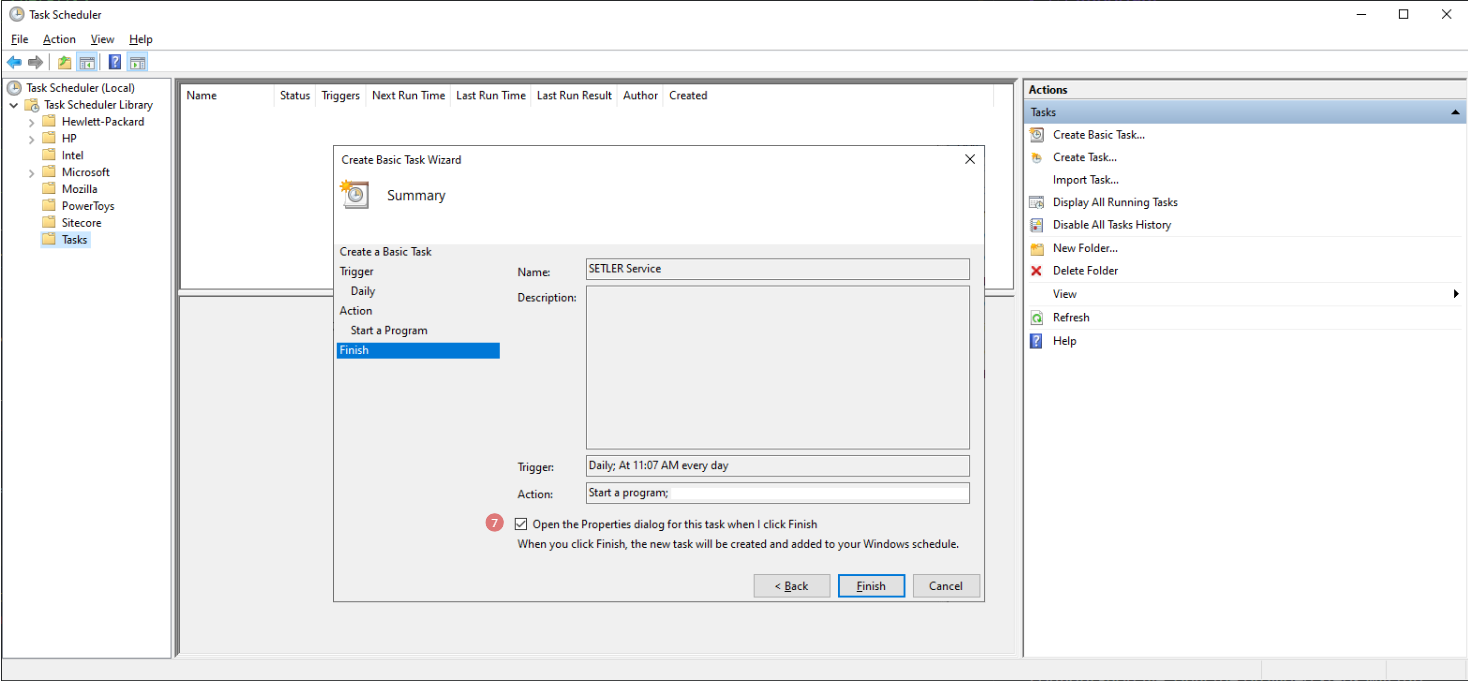 Task Scheduler
File Action View Help
Task Scheduler (Local)
Task Scheduler Library
Hewlett-Packard
HP
Intel
Microsoft
Mozilla
PowerToys
Sitecore
Tasks
Name Status Triggers Next Run Time Last Run Time Last Run Result Author Created
Create Basic Task Wizard
Summary
Create a Basic Task
Trigger
Daily
Action
Start a Program
Finish
Name: SETLER Service
Description:
Trigger: Daily; At 11:07 AM every day
Action: Start a program;
7 Open the Properties dialog for this task when I click Finish
When you click Finish, the new task will be created and added to your Windows schedule.
< Back Finish Cancel
Actions
Tasks
Create Basic Task...
Create Task...
Import Task...
Display All Running Tasks
Disable All Tasks History
New Folder...
Delete Folder
View
Refresh
Help